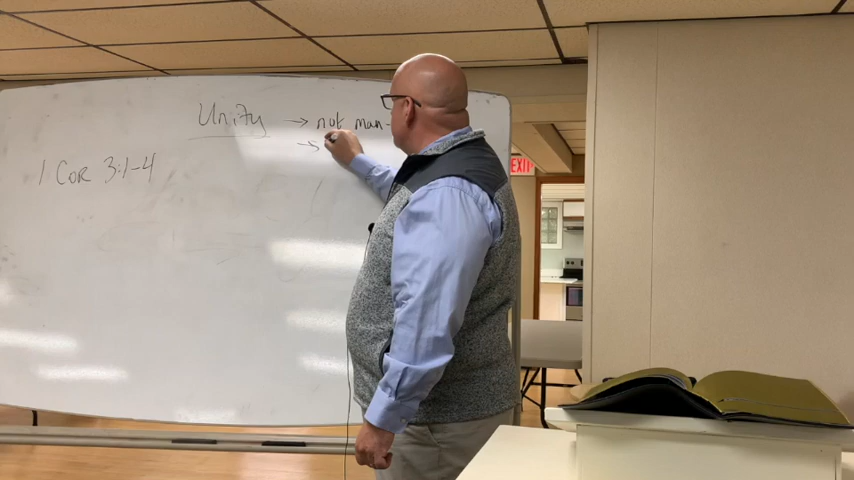 Unity → not man-
→
1 Cor 3:1-4
EXIT